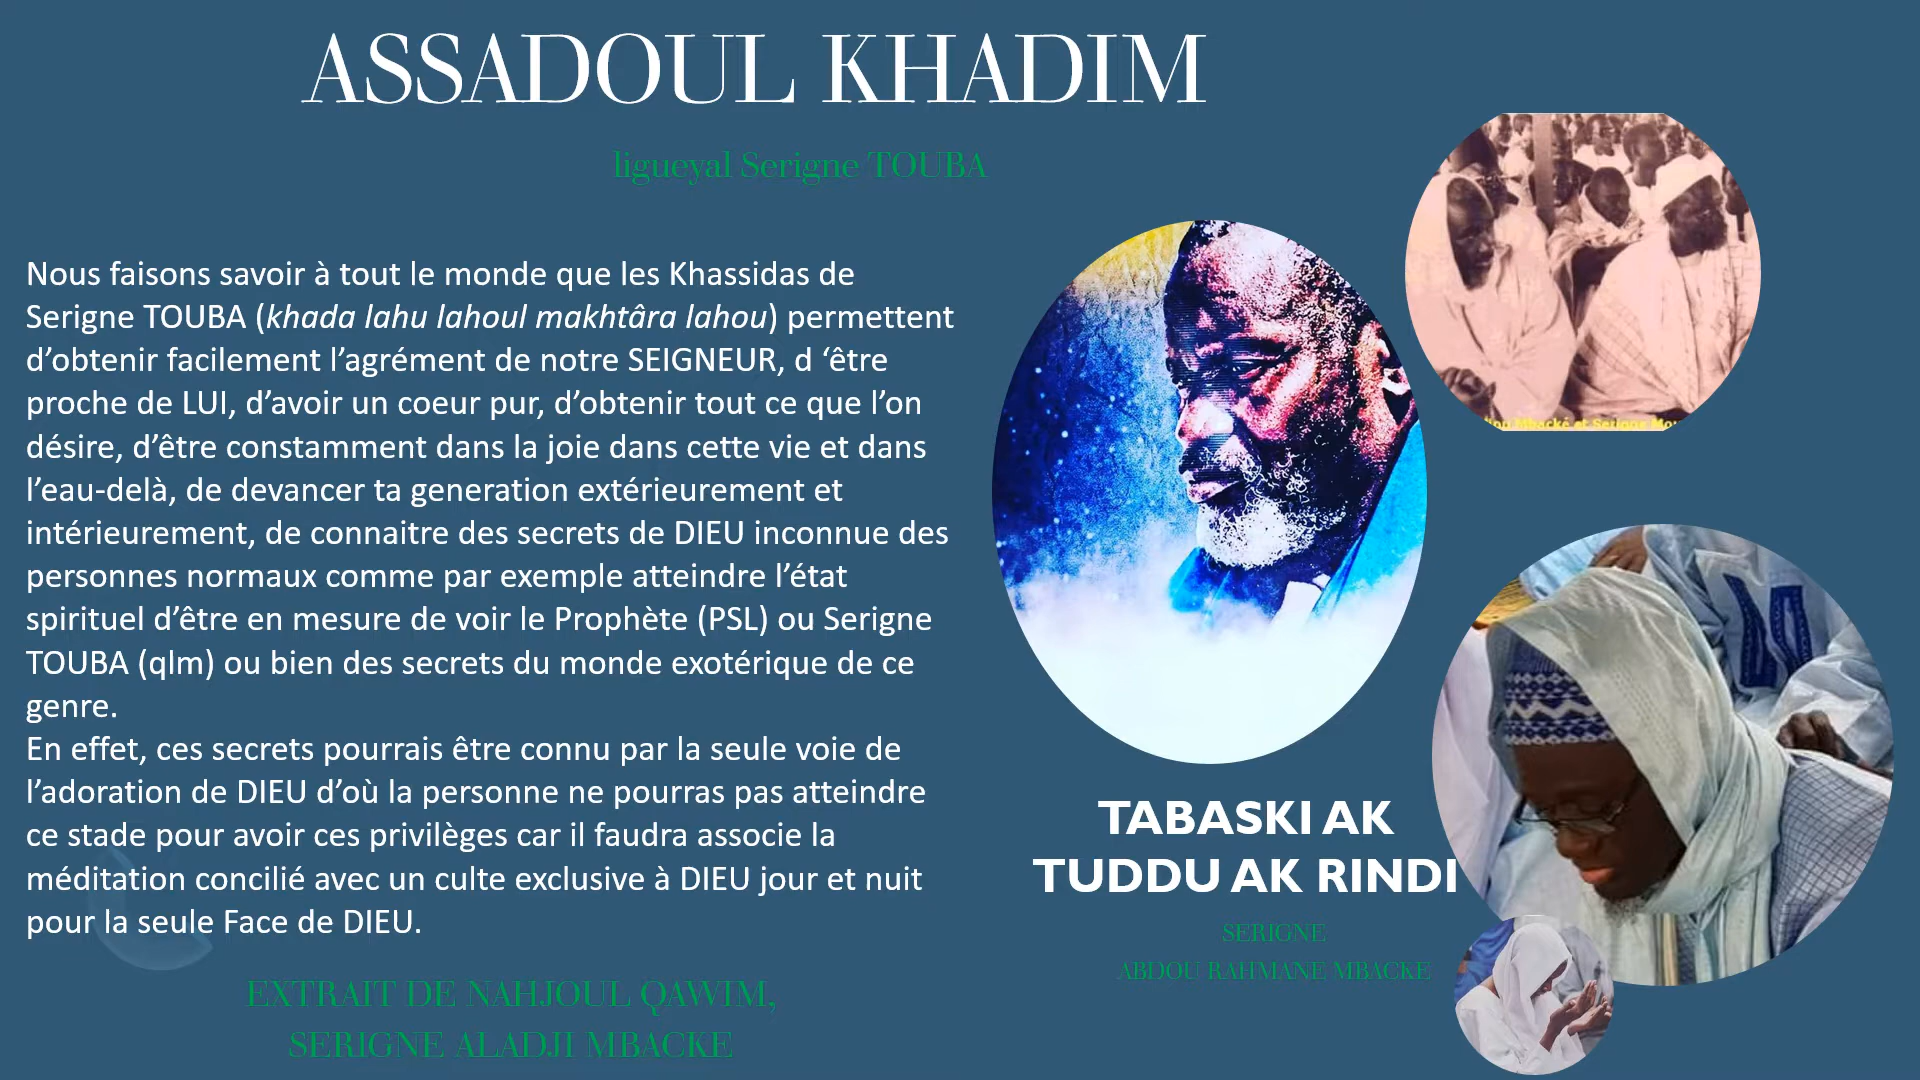 ASSADOUL KHADIM
ligueyal Serigne TOUBA
Nous faisons savoir à tout le monde que les Khassidas de
Serigne TOUBA (khada lahu lahoul makhtâra lahou) permettent
d’obtenir facilement l’agrément de notre SEIGNEUR, d ‘être
proche de LUI, d’avoir un coeur pur, d’obtenir tout ce que l’on
désire, d’être constamment dans la joie dans cette vie et dans
l’eau-delà, de devancer ta generation extérieurement et
intérieurement, de connaitre des secrets de DIEU inconnue des
personnes normaux comme par exemple atteindre l’état
spirituel d’être en mesure de voir le Prophète (PSL) ou Serigne
TOUBA (qlm) ou bien des secrets du monde exotérique de ce
genre.
En effet, ces secrets pourrais être connu par la seule voie de
l’adoration de DIEU d’où la personne ne pourras pas atteindre
ce stade pour avoir ces privilèges car il faudra associe la
méditation concilié avec un culte exclusive à DIEU jour et nuit
pour la seule Face de DIEU.
EXTRAIT DE NAHJOUL QAWIM,
SERIGNE ALADJI MBACKE
Mbacké et Serigne
TABASKI AK
TUDDU AK RINDI
SERIGNE
ABDOU RAHMANE MBACKE